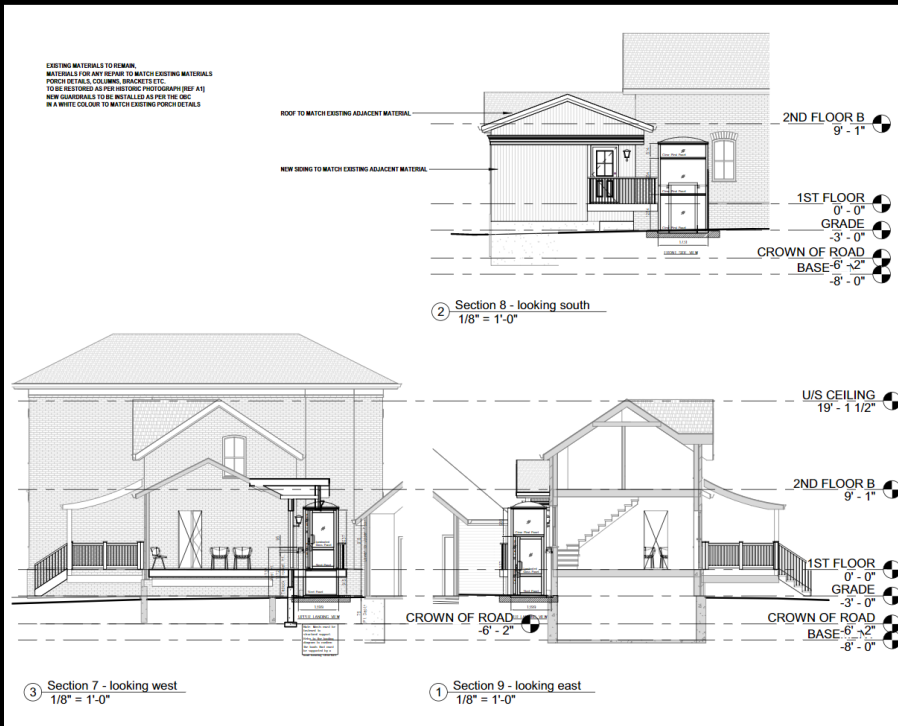 EXISTING MATERIALS TO REMAIN,
MATERIALS FOR ANY REPAIR TO MATCH EXISTING MATERIALS
PORCH DETAILS, COLUMNS, BRACKETS ETC.
TO BE RESTORED AS PER HISTORIC PHOTOGRAPH [REF A1]
NEW GUARDRAILS TO BE INSTALLED AS PER THE OBC
IN A WHITE COLOUR TO MATCH EXISTING PORCH DETAILS
ROOF TO MATCH EXISTING ADJACENT MATERIAL
NEW SIDING TO MATCH EXISTING ADJACENT MATERIAL
2ND FLOOR B
9' - 1"
1ST FLOOR
0' - 0"
GRADE
-3' - 0"
CROWN OF ROAD
-6' - 2"
BASE
-8' - 0"
2 Section 8 - looking south
1/8" = 1'-0"
U/S CEILING
19' - 1 1/2"
2ND FLOOR B
9' - 1"
1ST FLOOR
0' - 0"
GRADE
-3' - 0"
CROWN OF ROAD
-6' - 2"
CROWN OF ROAD
-6' - 2"
BASE
-8' - 0"
3 Section 7 - looking west
1/8" = 1'-0"
1 Section 9 - looking east
1/8" = 1'-0"